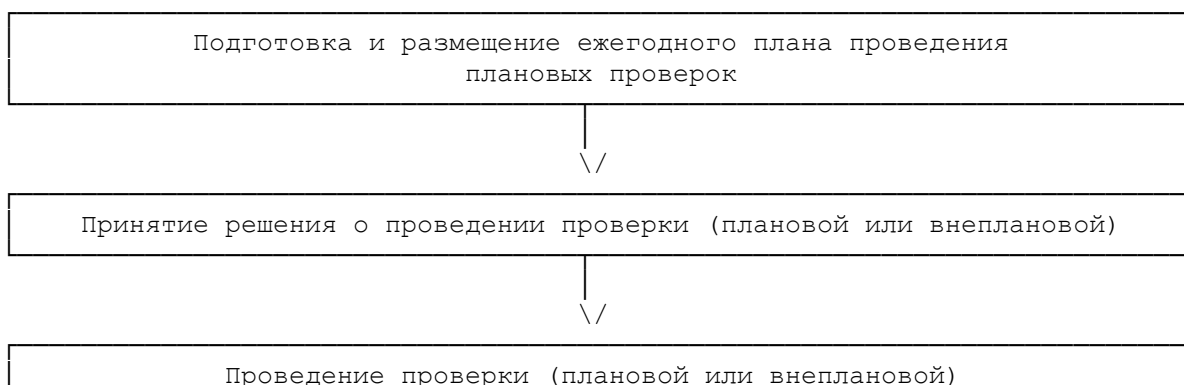 Подготовка и размещение ежегодного плана проведения
плановых проверок
Принятие решения о проведении проверки (плановой или внеплановой)
Проведение проверки (плановой или внеплановой)